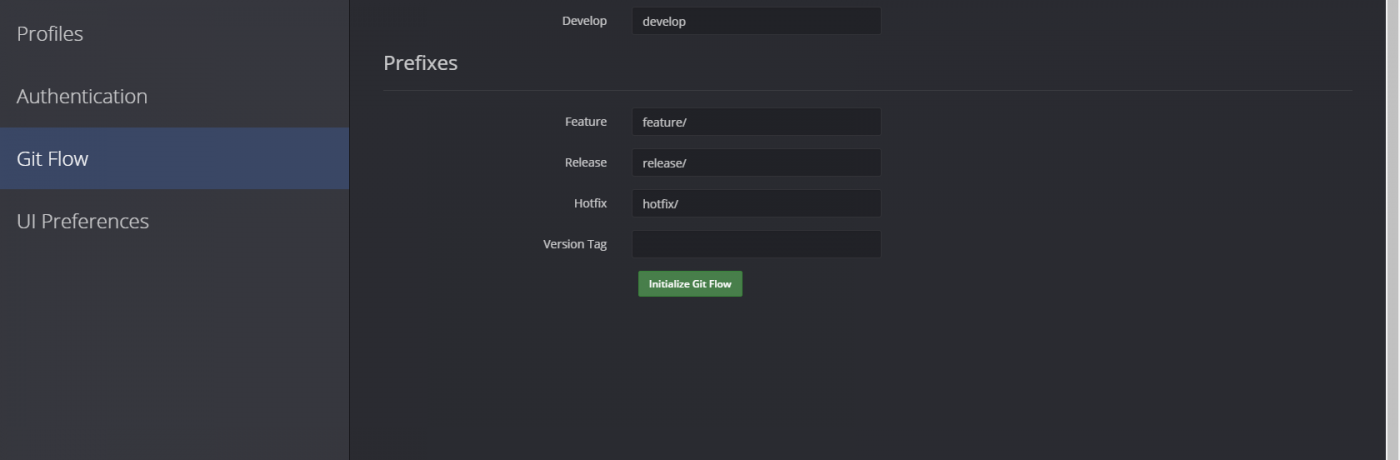 Profiles
Authentication
Git Flow
UI Preferences
Develop develop
Prefixes
Feature feature/
Release release/
Hotfix hotfix/
Version Tag
Initialize Git Flow